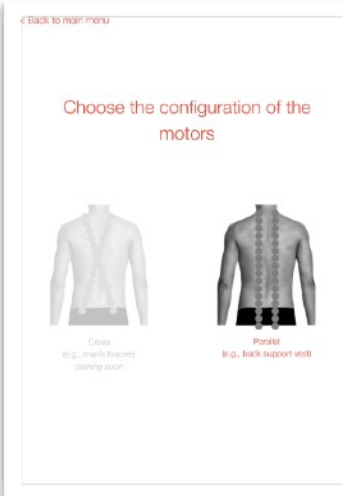 < Back to main menu
Choose the configuration of the
motors
Cross
(e.g., men's braces)
coming soon
Parallel
(e.g., back support vest)